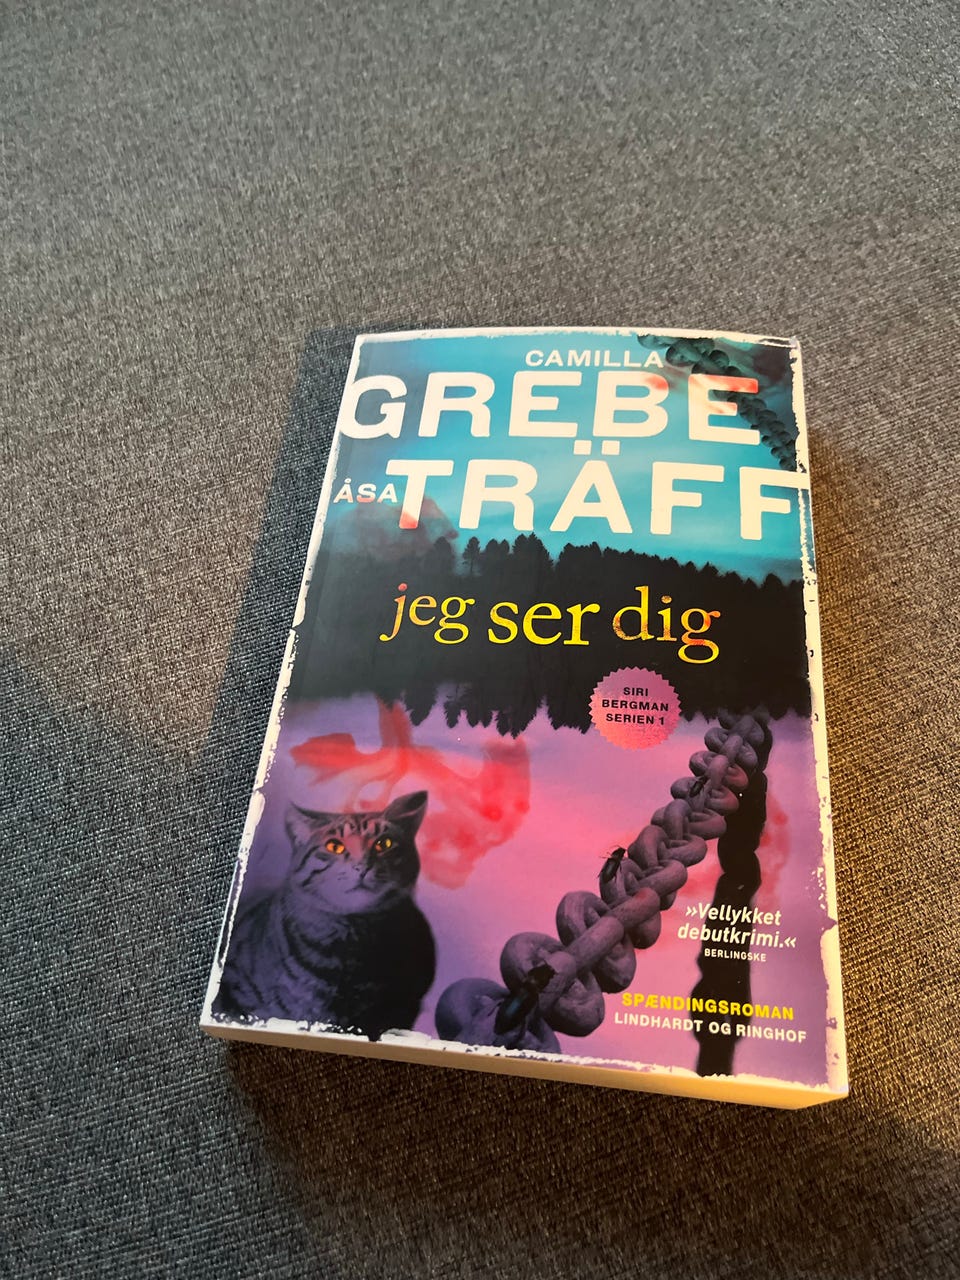 CAMILLA
GREBE
ÅSA TRÄFF
jeg ser dig
SIRI
BERGMAN
SERIEN 1
»Vellykket
debutkrimi.«
BERLINGSKE
SPÆNDINGSROMAN
LINDHARDT OG RINGHOF